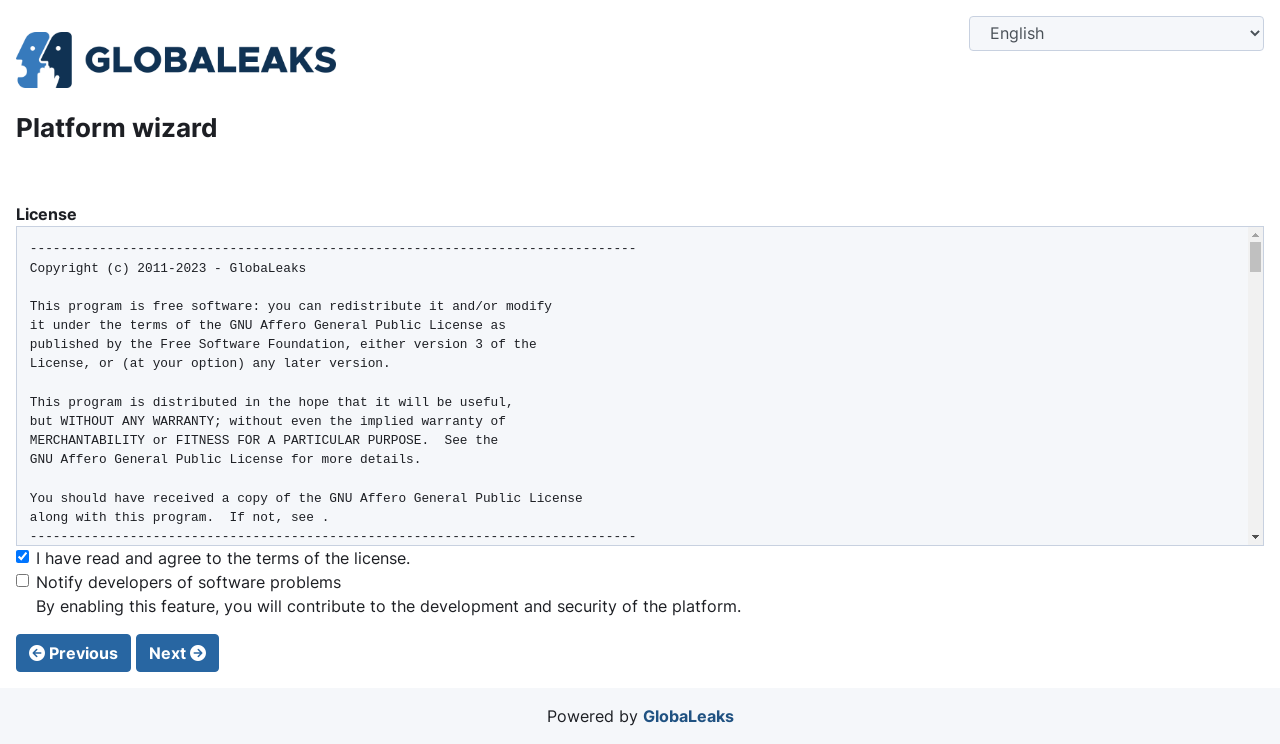 GLOBALEAKS
English
Platform wizard
License
-------------------------------------------------------------------------------
Copyright (c) 2011-2023 - GlobaLeaks
This program is free software: you can redistribute it and/or modify
it under the terms of the GNU Affero General Public License as
published by the Free Software Foundation, either version 3 of the
License, or (at your option) any later version.
This program is distributed in the hope that it will be useful,
but WITHOUT ANY WARRANTY; without even the implied warranty of
MERCHANTABILITY or FITNESS FOR A PARTICULAR PURPOSE.  See the
GNU Affero General Public License for more details.
You should have received a copy of the GNU Affero General Public License
along with this program.  If not, see .
-------------------------------------------------------------------------------
I have read and agree to the terms of the license.
Notify developers of software problems
By enabling this feature, you will contribute to the development and security of the platform.
Previous Next
Powered by GlobaLeaks